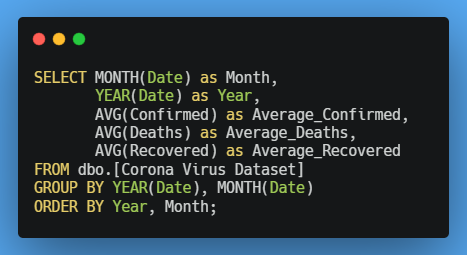 SELECT MONTH(Date) as Month,
YEAR(Date) as Year,
AVG(Confirmed) as Average_Confirmed,
AVG(Deaths) as Average_Deaths,
AVG(Recovered) as Average_Recovered
FROM dbo.[Corona Virus Dataset]
GROUP BY YEAR(Date), MONTH(Date)
ORDER BY Year, Month;